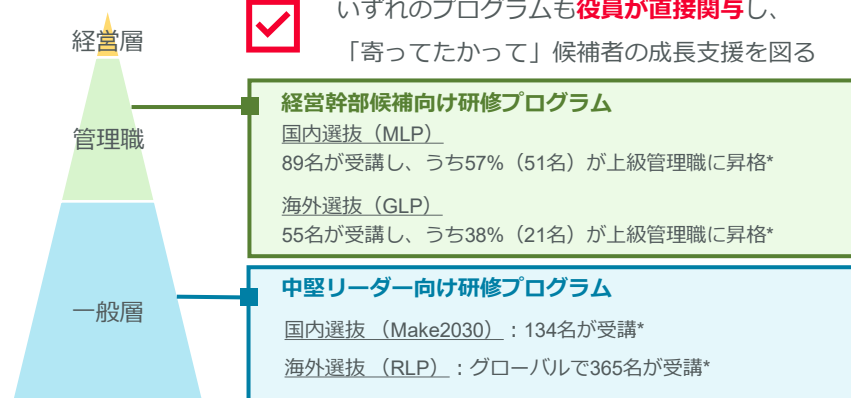 いずれのプログラムも役員が直接関与し、
「寄ってたかって」候補者の成長支援を図る
経営層
管理職
一般層
経営幹部候補向け研修プログラム
国内選抜（MLP）
89名が受講し、うち57%（51名）が上級管理職に昇格*
海外選抜（GLP）
55名が受講し、うち38%（21名）が上級管理職に昇格*
中堅リーダー向け研修プログラム
国内選抜 （Make2030）：134名が受講*
海外選抜 （RLP）：グローバルで365名が受講*